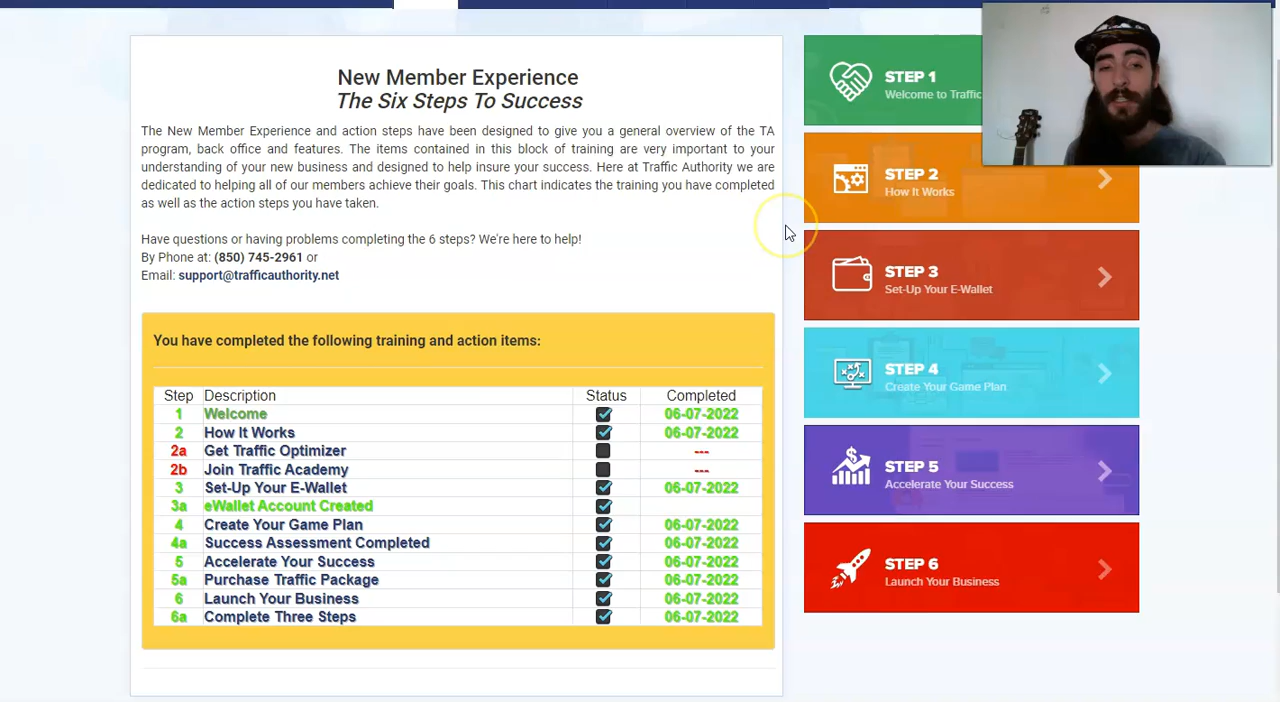 New Member Experience
The Six Steps To Success
The New Member Experience and action steps have been designed to give you a general overview of the TA
program, back office and features. The items contained in this block of training are very important to your
understanding of your new business and designed to help insure your success. Here at Traffic Authority we are
dedicated to helping all of our members achieve their goals. This chart indicates the training you have completed
as well as the action steps you have taken.
Have questions or having problems completing the 6 steps? We're here to help!
By Phone at: (850) 745-2961 or
Email: support@trafficauthority.net
You have completed the following training and action items:
Step Description Status Completed
1 Welcome 06-07-2022
2 How It Works 06-07-2022
2a Get Traffic Optimizer ---
2b Join Traffic Academy ---
3 Set-Up Your E-Wallet 06-07-2022
3a eWallet Account Created
4 Create Your Game Plan 06-07-2022
4a Success Assessment Completed 06-07-2022
5 Accelerate Your Success 06-07-2022
5a Purchase Traffic Package 06-07-2022
6 Launch Your Business 06-07-2022
6a Complete Three Steps 06-07-2022
STEP 1
Welcome to Traffic
STEP 2
How It Works
STEP 3
Set-Up Your E-Wallet
STEP 4
Create Your Game Plan
STEP 5
Accelerate Your Success
STEP 6
Launch Your Business